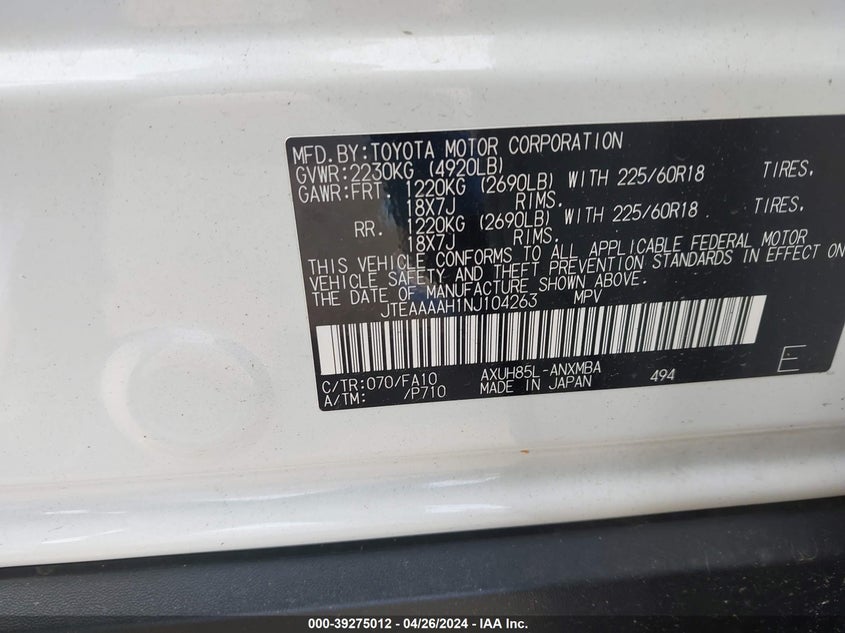 MFD.BY:TOYOTA MOTOR CORPORATION
GVWR:2230KG (4920LB)
GAWR:FRT. 1220KG (2690LB) WITH 225/60R18 TIRES,
18X7J RIMS.
RR. 1220KG (2690LB) WITH 225/60R18 TIRES,
18X7J RIMS.
THIS VEHICLE CONFORMS TO ALL APPLICABLE FEDERAL MOTOR
VEHICLE SAFETY AND THEFT PREVENTION STANDARDS IN EFFECT ON
THE DATE OF MANUFACTURE SHOWN ABOVE.
JTEAAAAH1NJ104263 MPV
C/TR:070/FA10 AXUH85L-ANXMBA 494 E
A/TM: /P710 MADE IN JAPAN
000-39275012 - 04/26/2024 - IAA Inc.